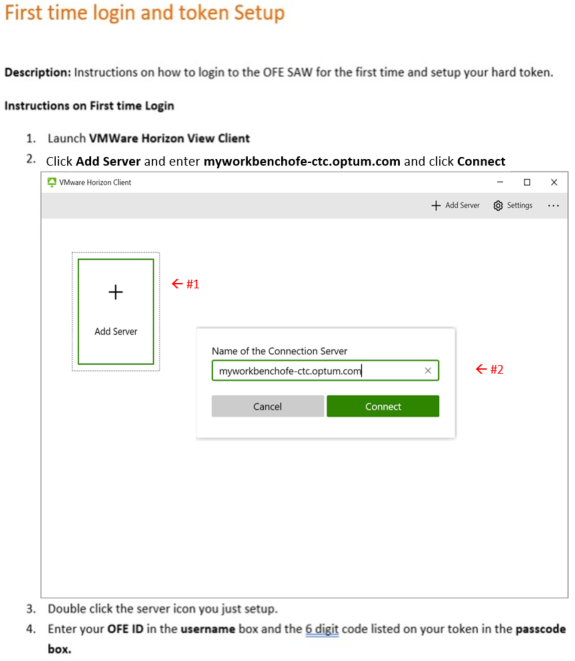 First time login and token Setup
Description: Instructions on how to login to the OFE SAW for the first time and setup your hard token.
Instructions on First time Login
1. Launch VMWare Horizon View Client
2. Click Add Server and enter myworkbenchofe-ctc.optum.com and click Connect
VMware Horizon Client
+ Add Server Settings ...
← #1
+
Add Server
Name of the Connection Server
myworkbenchofe-ctc.optum.com
← #2
Cancel Connect
3. Double click the server icon you just setup.
4. Enter your OFE ID in the username box and the 6 digit code listed on your token in the passcode
box.